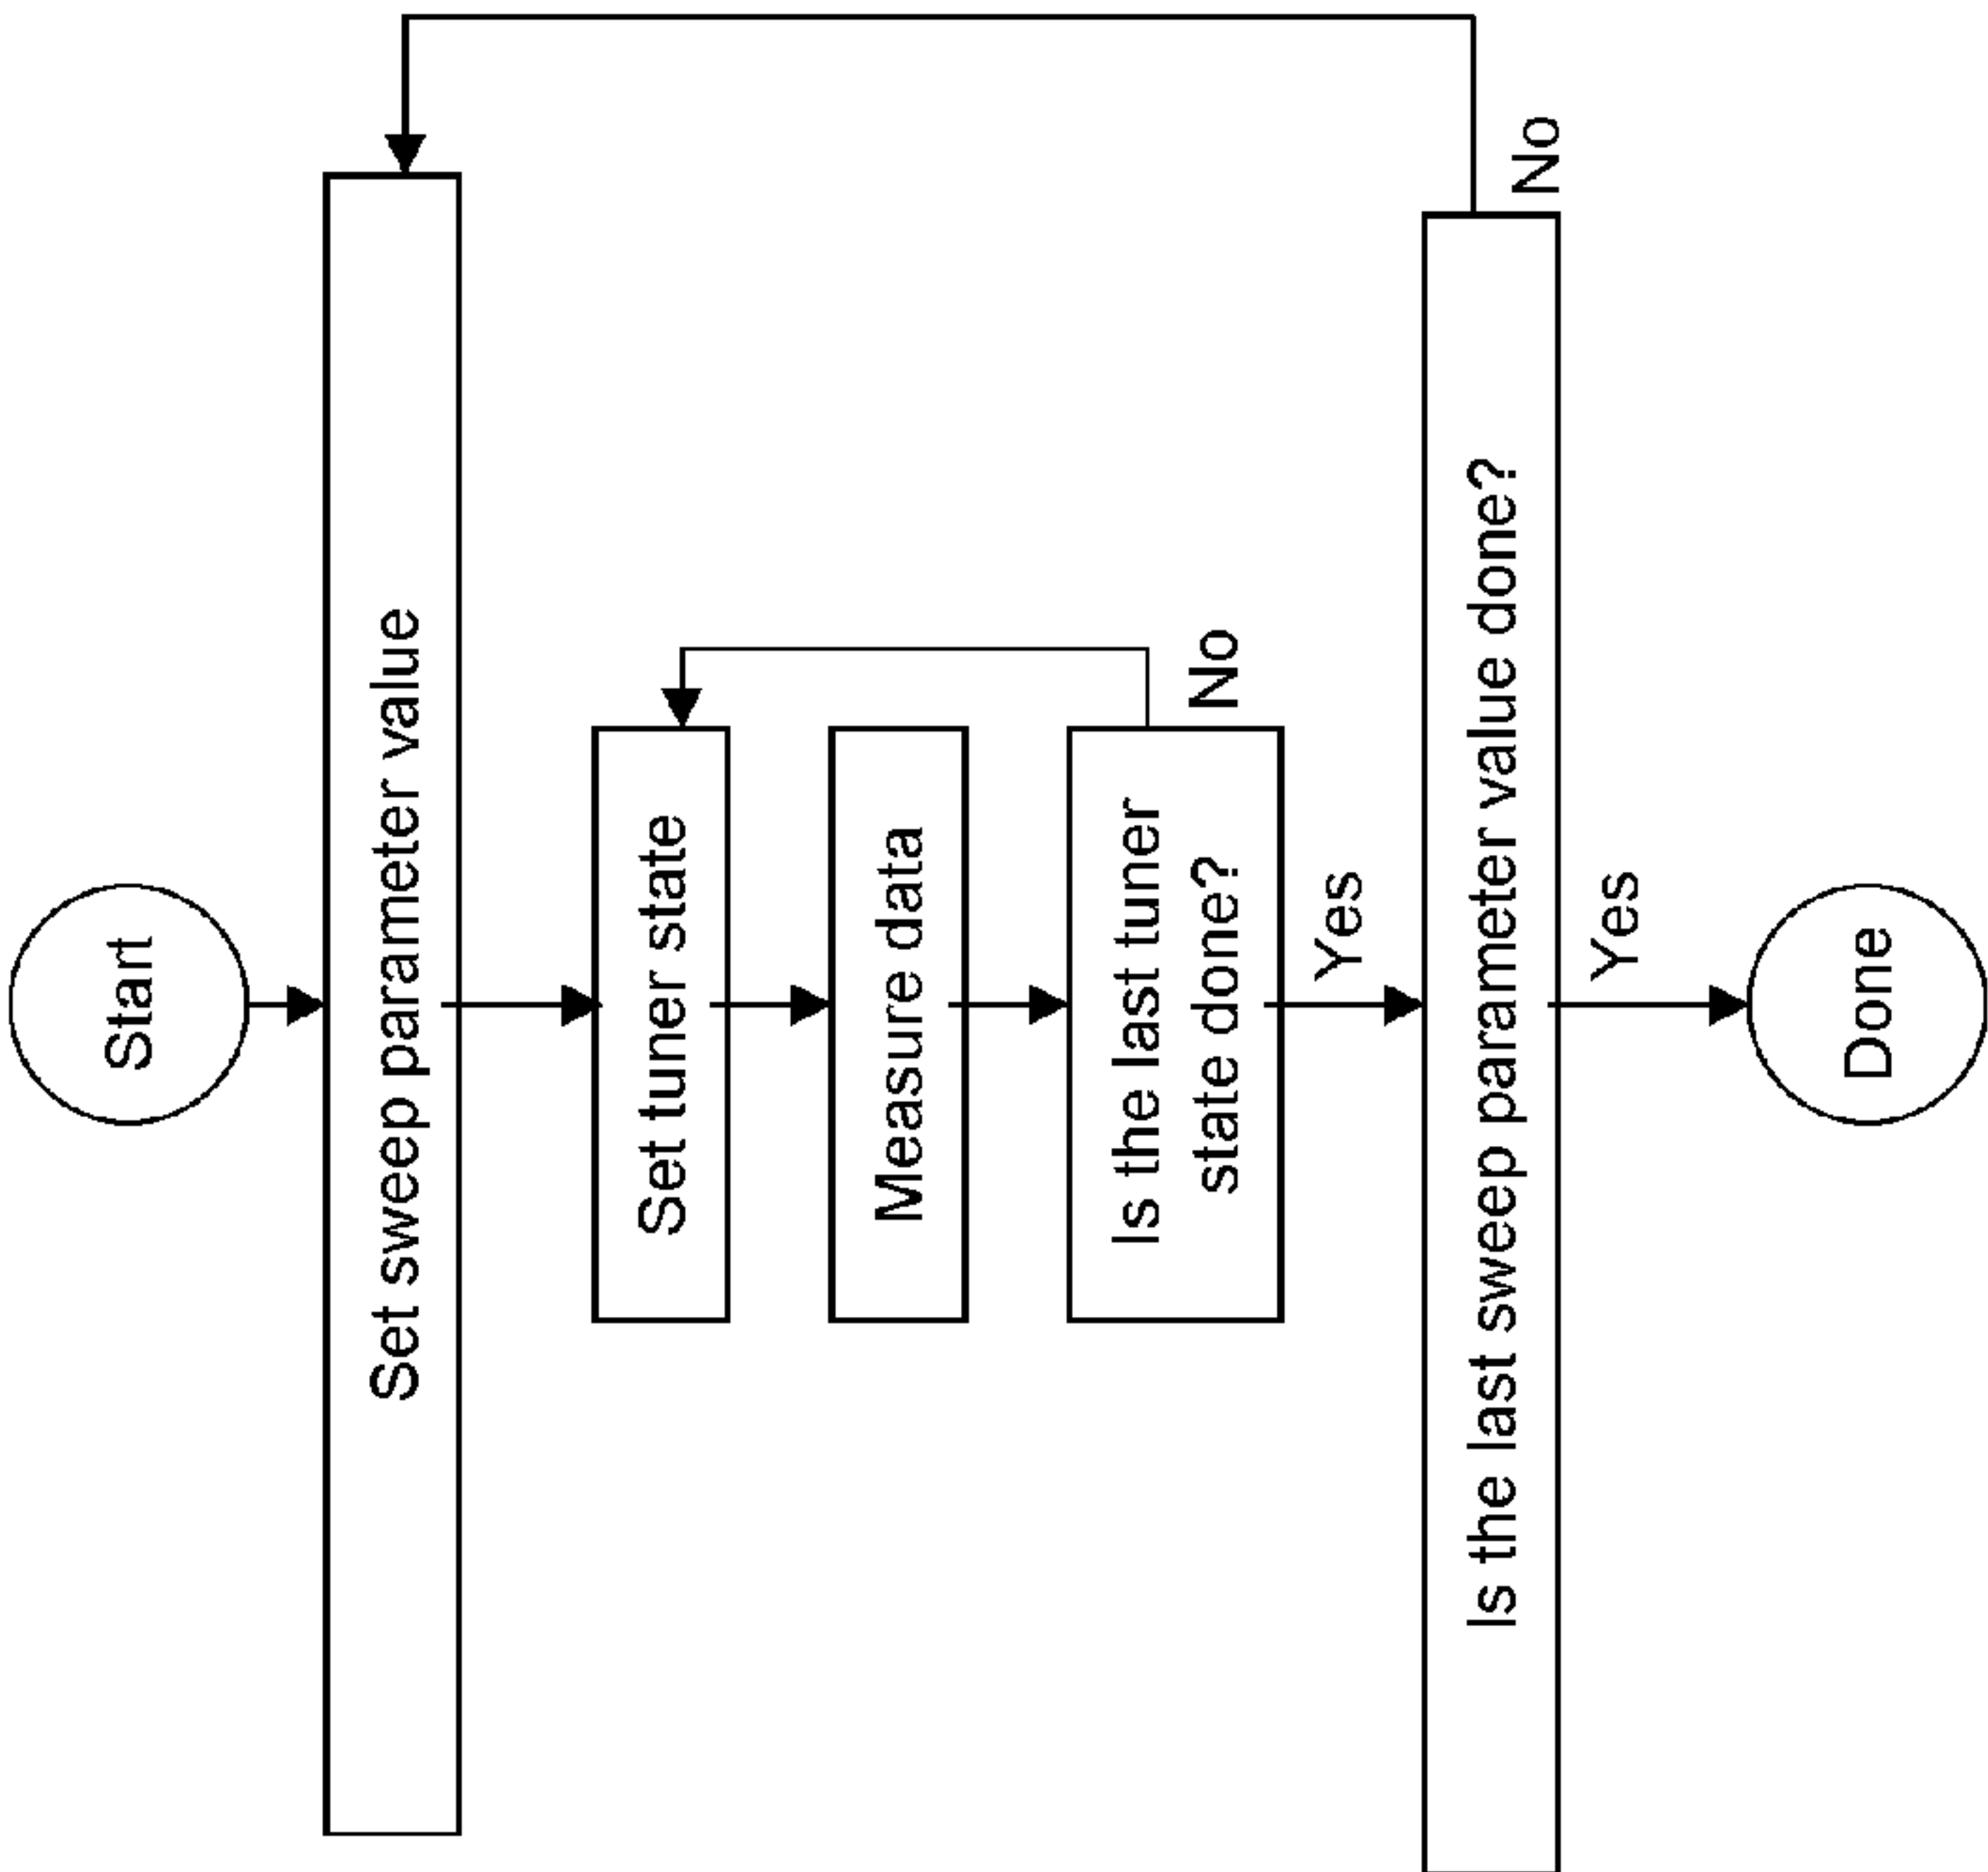 Start
Set sweep parameter value
Set tuner state
Measure data
Is the last tuner
state done?
No
Yes
Is the last sweep parameter value done?
No
Yes
Done